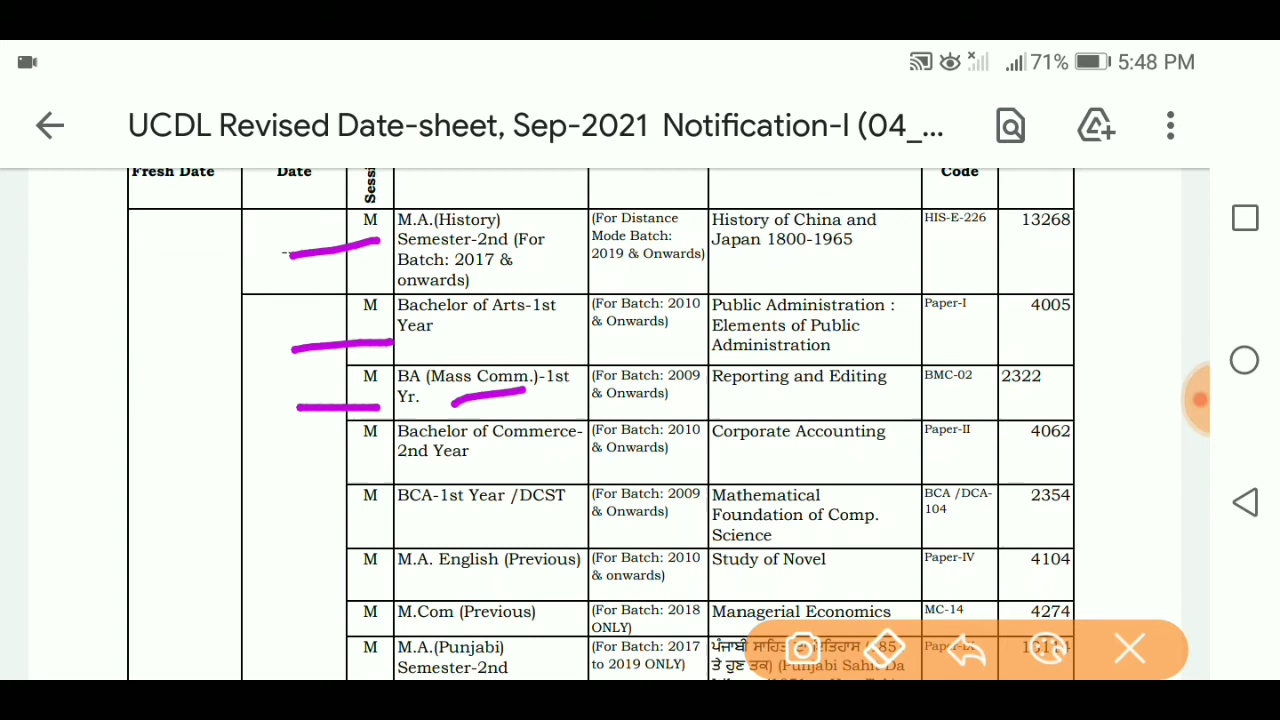 71% 5:48 PM
UCDL Revised Date-sheet, Sep-2021 Notification-I (04_...
Fresh Date Date Sessi Code
M M.A.(History) Semester-2nd (For Batch: 2017 & onwards) (For Distance Mode Batch: 2019 & Onwards) History of China and Japan 1800-1965 HIS-E-226 13268
M Bachelor of Arts-1st Year (For Batch: 2010 & Onwards) Public Administration : Elements of Public Administration Paper-I 4005
M BA (Mass Comm.)-1st Yr. (For Batch: 2009 & Onwards) Reporting and Editing BMC-02 2322
M Bachelor of Commerce-2nd Year (For Batch: 2010 & Onwards) Corporate Accounting Paper-II 4062
M BCA-1st Year /DCST (For Batch: 2009 & Onwards) Mathematical Foundation of Comp. Science BCA /DCA-104 2354
M M.A. English (Previous) (For Batch: 2010 & onwards) Study of Novel Paper-IV 4104
M M.Com (Previous) (For Batch: 2018 ONLY) Managerial Economics MC-14 4274
M M.A.(Punjabi) Semester-2nd (For Batch: 2017 to 2019 ONLY) ਪੰਜਾਬੀ ਤੇ ਹੁਣ ਤਕ) (Punjabi Sahit Da